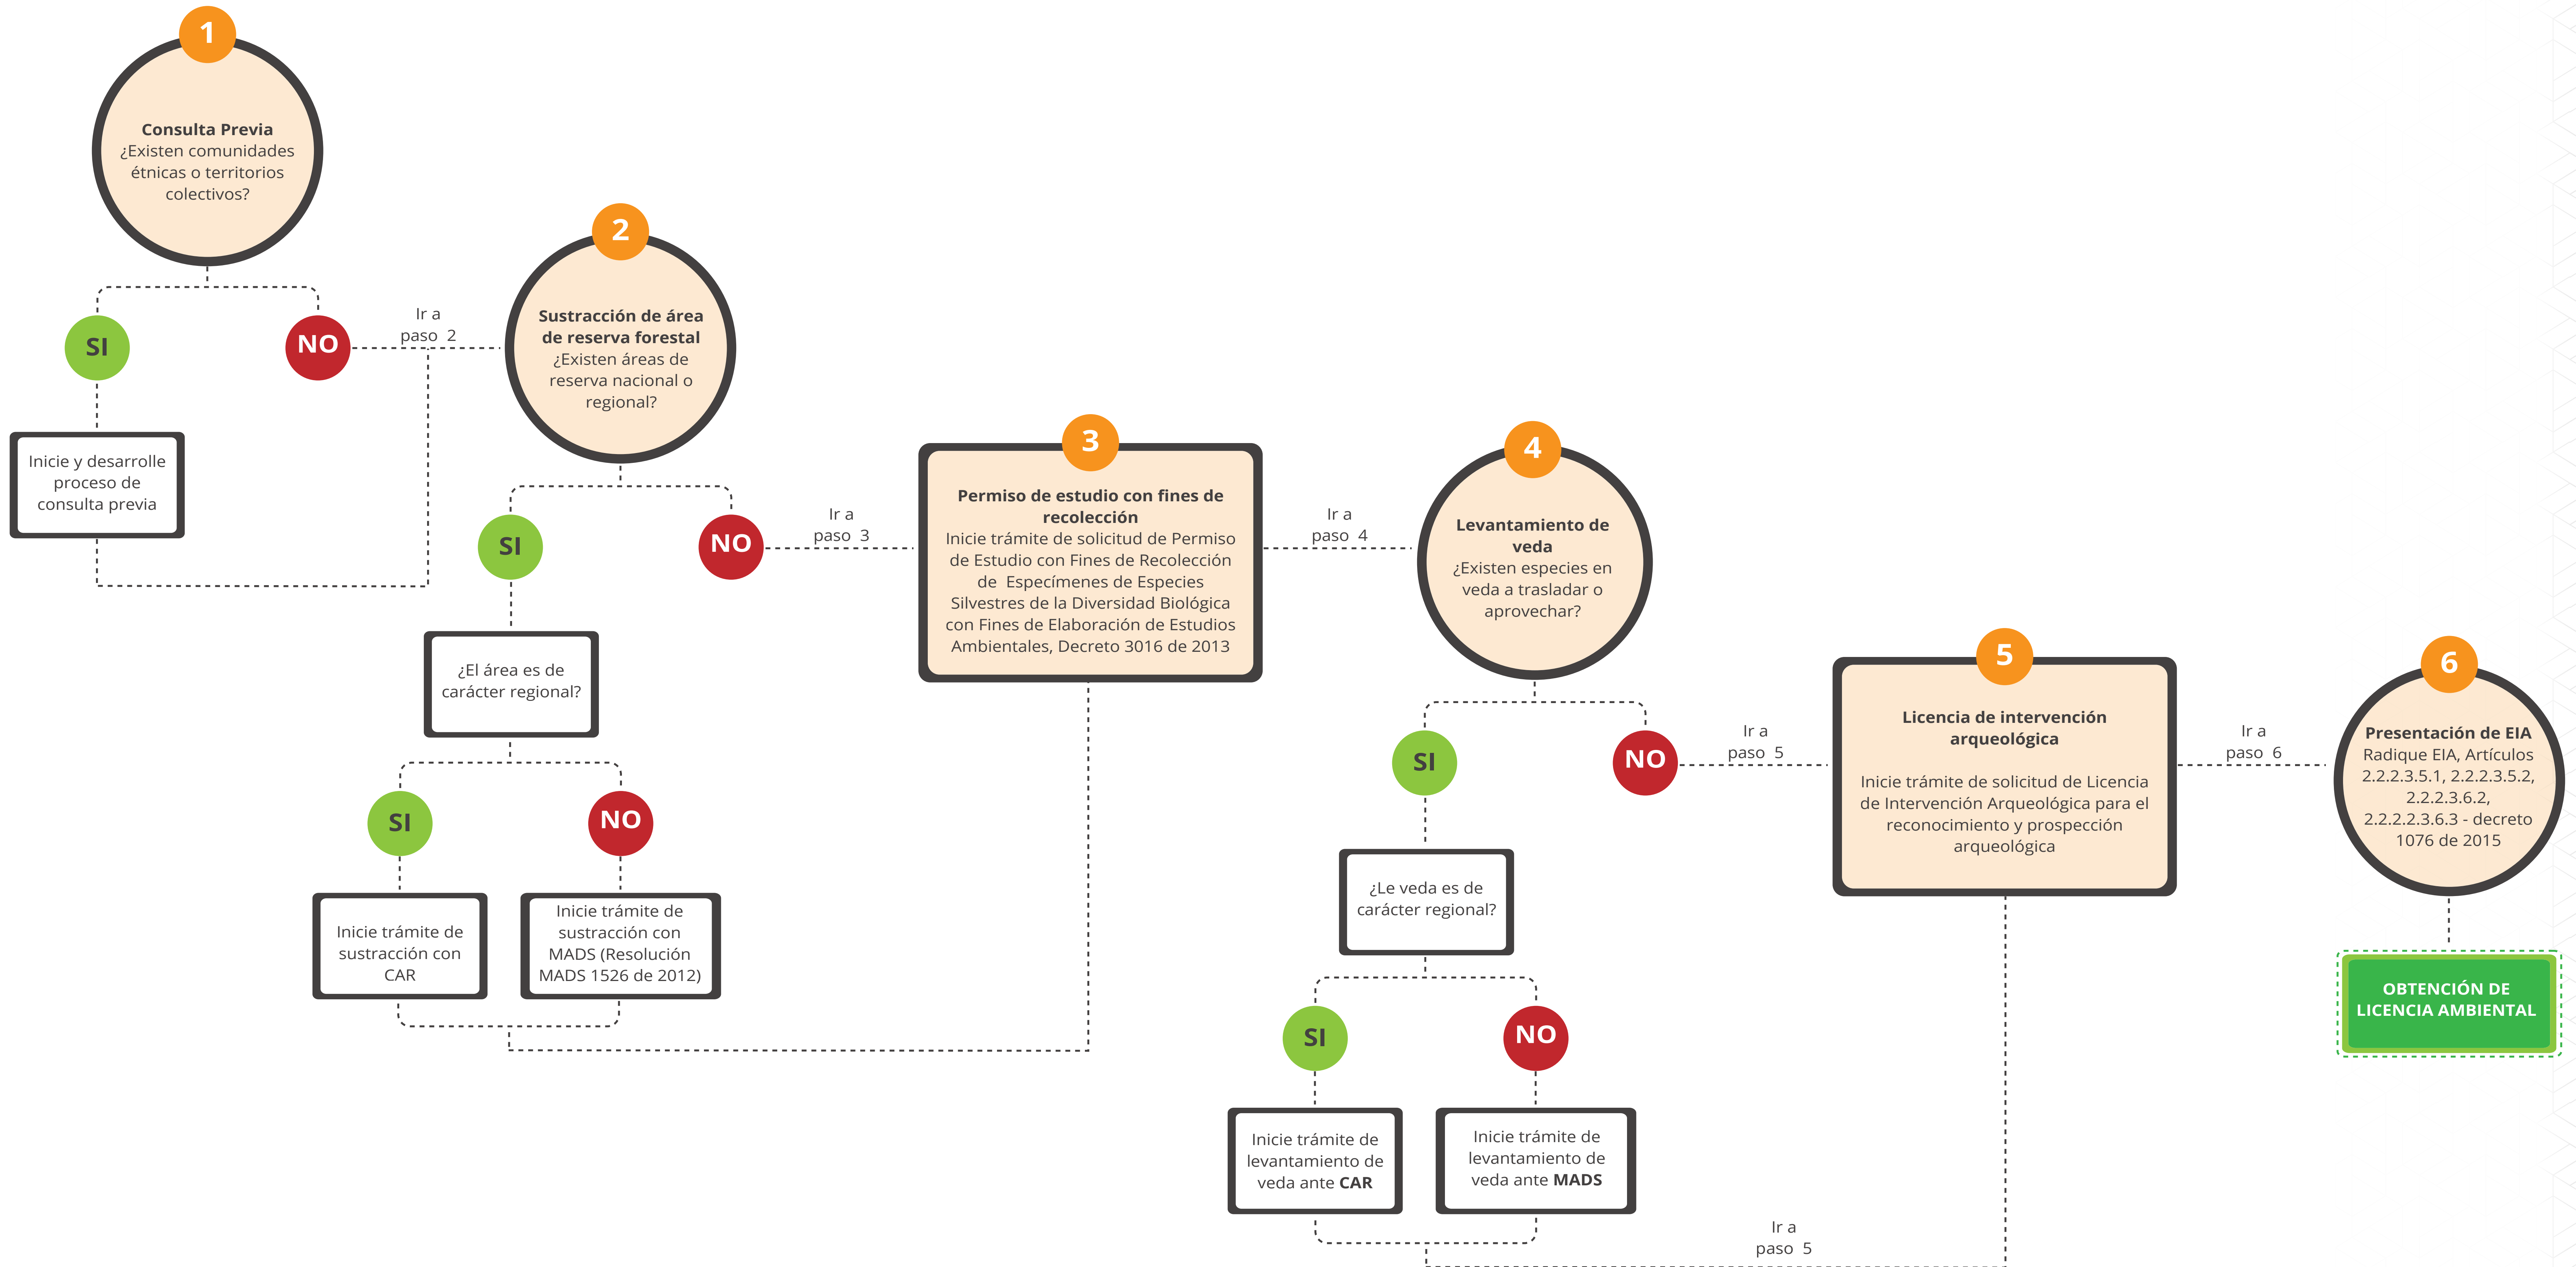 1
Consulta Previa
¿Existen comunidades
étnicas o territorios
colectivos?
SI
NO
Ir a
paso 2
Inicie y desarrolle
proceso de
consulta previa
2
Sustracción de área
de reserva forestal
¿Existen áreas de
reserva nacional o
regional?
SI
NO
Ir a
paso 3
¿El área es de
carácter regional?
SI
NO
Inicie trámite de
sustracción con
CAR
Inicie trámite de
sustracción con
MADS (Resolución
MADS 1526 de 2012)
3
Permiso de estudio con fines de
recolección
Inicie trámite de solicitud de Permiso
de Estudio con Fines de Recolección
de Especímenes de Especies
Silvestres de la Diversidad Biológica
con Fines de Elaboración de Estudios
Ambientales, Decreto 3016 de 2013
Ir a
paso 4
4
Levantamiento de
veda
¿Existen especies en
veda a trasladar o
aprovechar?
SI
NO
Ir a
paso 5
¿Le veda es de
carácter regional?
SI
NO
Inicie trámite de
levantamiento de
veda ante CAR
Inicie trámite de
levantamiento de
veda ante MADS
Ir a
paso 5
5
Licencia de intervención
arqueológica
Inicie trámite de solicitud de Licencia
de Intervención Arqueológica para el
reconocimiento y prospección
arqueológica
Ir a
paso 6
6
Presentación de EIA
Radique EIA, Artículos
2.2.2.3.5.1, 2.2.2.3.5.2,
2.2.2.3.6.2,
2.2.2.2.3.6.3 - decreto
1076 de 2015
OBTENCIÓN DE
LICENCIA AMBIENTAL